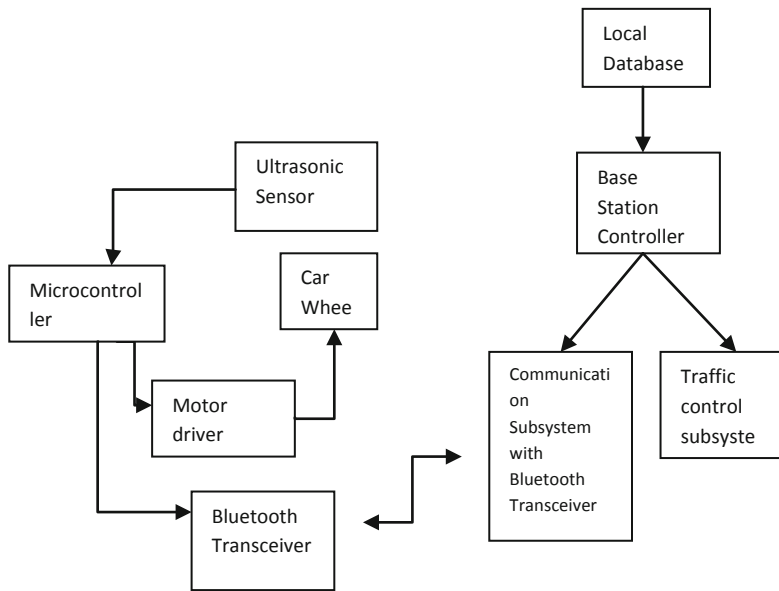 Local
Database
Ultrasonic
Sensor
Base
Station
Controller
Microcontrol
ler
Car
Whee
Motor
driver
Communicati
on
Subsystem
with
Bluetooth
Transceiver
Traffic
control
subsyste
Bluetooth
Transceiver